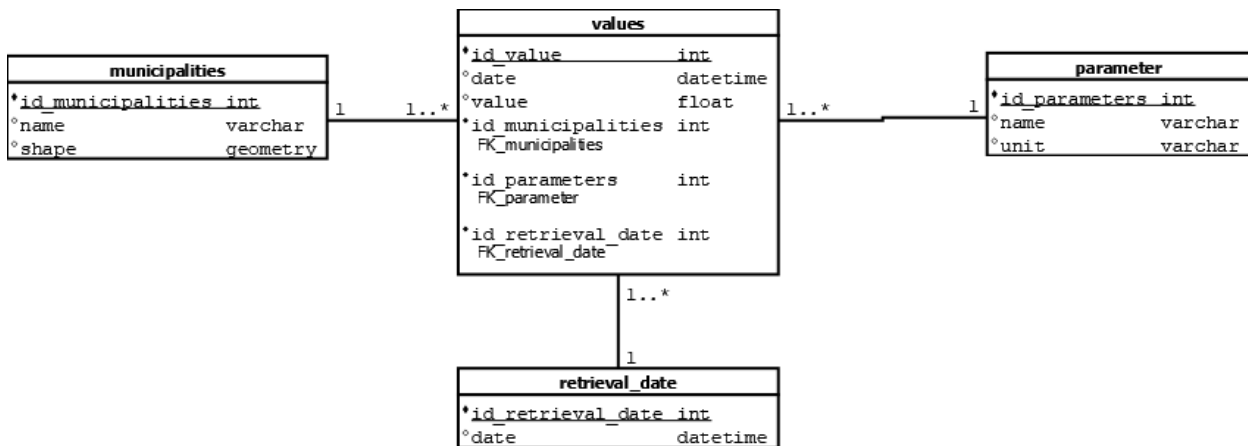 values
id_value int
date datetime
value float
id_municipalities int
FK_municipalities
id_parameters int
FK_parameter
id_retrieval_date int
FK_retrieval_date
municipalities
id_municipalities int
name varchar
shape geometry
1 1..*
parameter
id_parameters int
name varchar
unit varchar
1..* 1
1..*
1
retrieval_date
id_retrieval_date int
date datetime